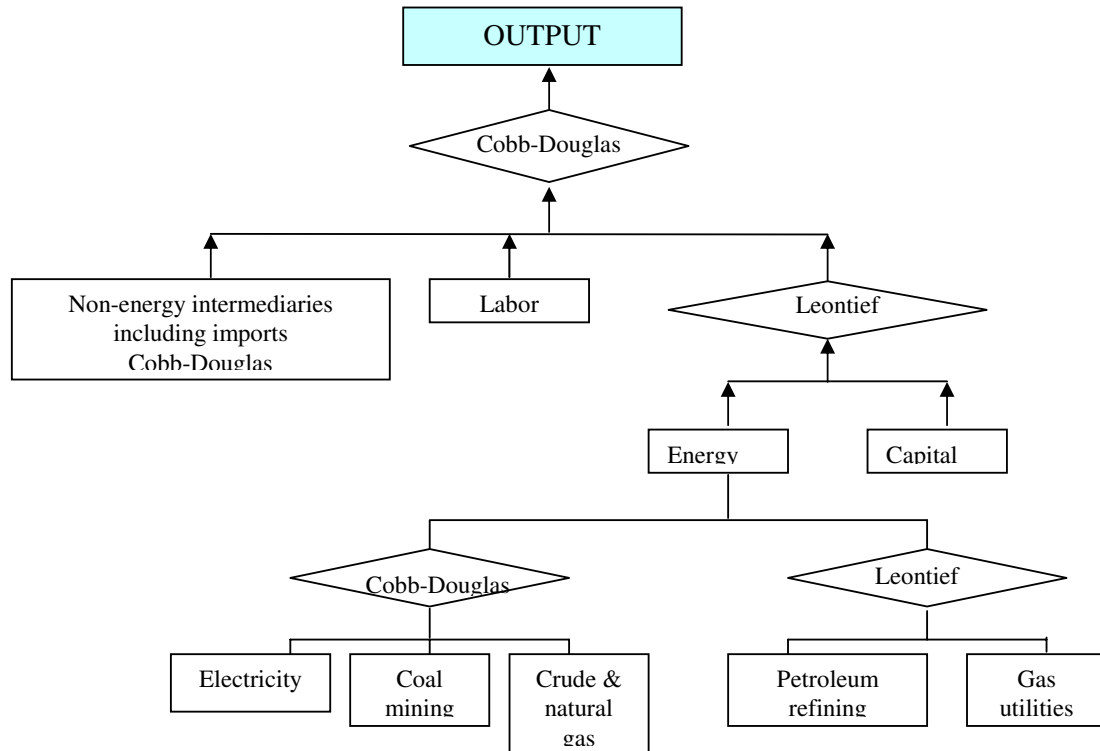 OUTPUT
Cobb-Douglas
Non-energy intermediaries
including imports
Cobb-Douglas
Labor
Leontief
Energy
Capital
Cobb-Douglas
Leontief
Electricity
Coal
mining
Crude &
natural
gas
Petroleum
refining
Gas
utilities